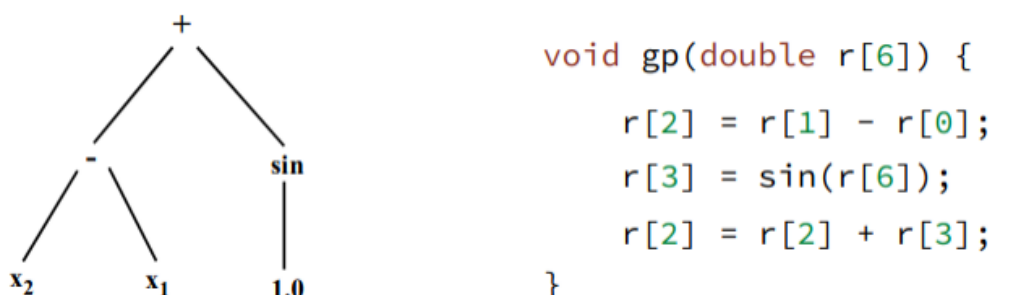 +
-
sin
x₂ x₁ 1.0
void gp(double r[6]) {
r[2] = r[1] - r[0];
r[3] = sin(r[6]);
r[2] = r[2] + r[3];
}